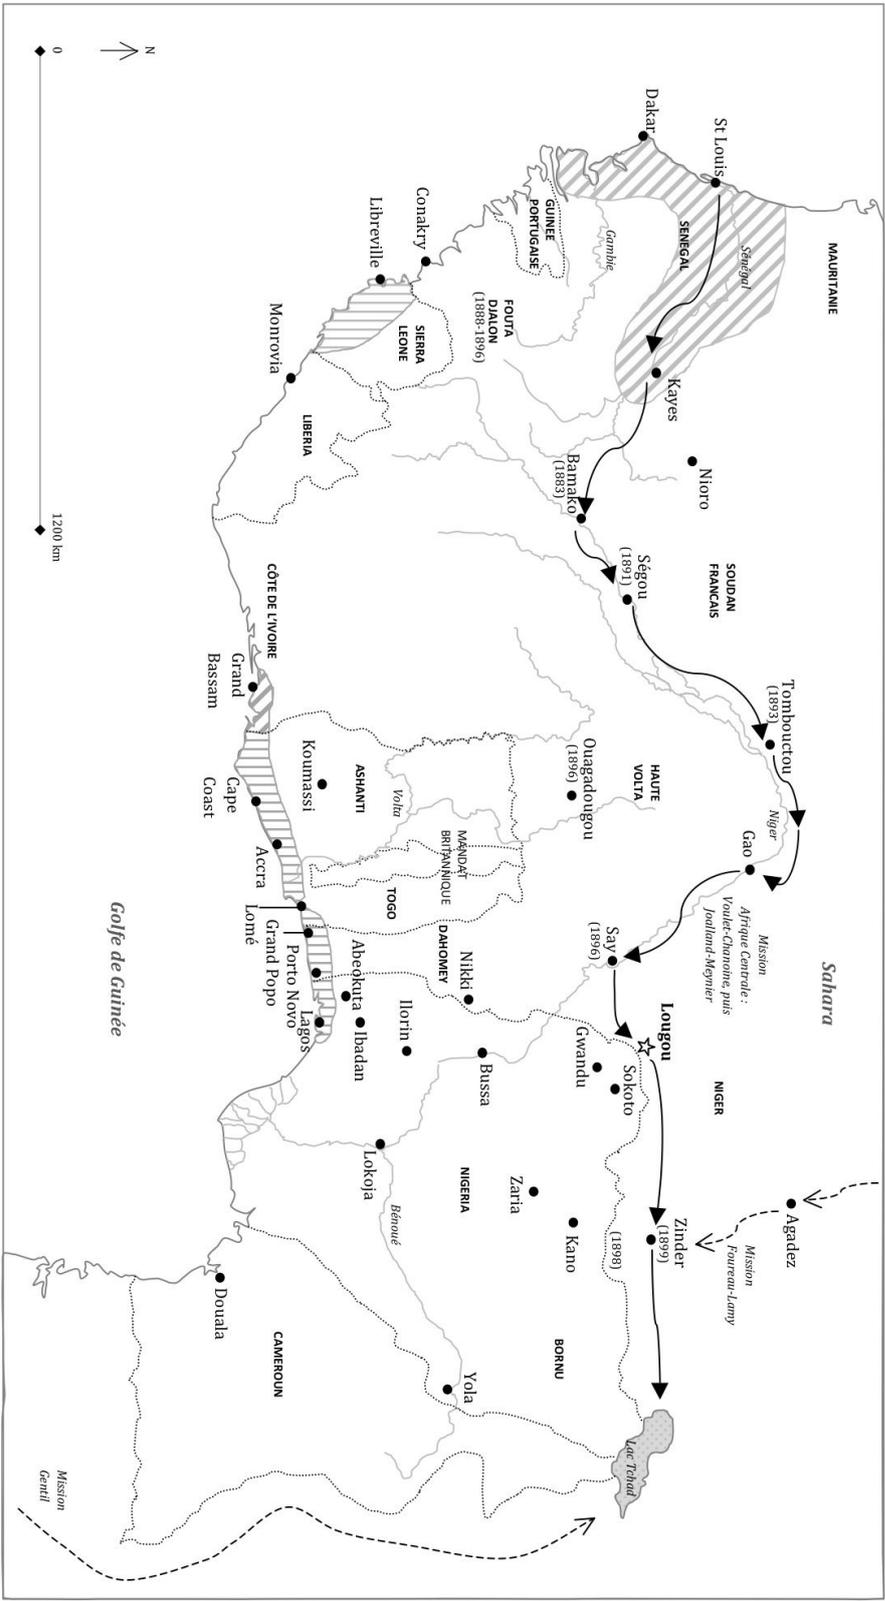 MAURITANIE
Sahara
St Louis
Dakar
Sénégal
SENEGAL
Gambie
GUINEE
PORTUGAISE
Kayes
Nioro
SOUDAN
FRANCAIS
Tombouctou
(1893)
Niger
Gao
Mission
Afrique Centrale :
Voulet-Chanoine, puis
Joalland-Meynier
Agadez
Mission
Foureau-Lamy
NIGER
Bamako
(1883)
Ségou
(1891)
HAUTE
VOLTA
Ouagadougou
(1896)
Say
(1896)
Lougou
Gwandu
Sokoto
Zinder
(1899)
(1898)
Lac Tchad
FOUTA
DJALON
(1888-1896)
Conakry
Libreville
SIERRA
LEONE
Monrovia
LIBERIA
CÔTE DE L'IVOIRE
Grand
Bassam
Koumassi
ASHANTI
Volta
Cape
Coast
Accra
MANDAT
BRITANNIQUE
TOGO
DAHOMEY
Lomé
Grand Popo
Porto Novo
Lagos
Abeokuta
Ibadan
Ilorin
Nikki
Bussa
Lokoja
NIGERIA
Bénoué
Zaria
Kano
BORNU
Yola
Douala
CAMEROUN
Golfe de Guinée
Mission
Gentil
N
0
1200 km